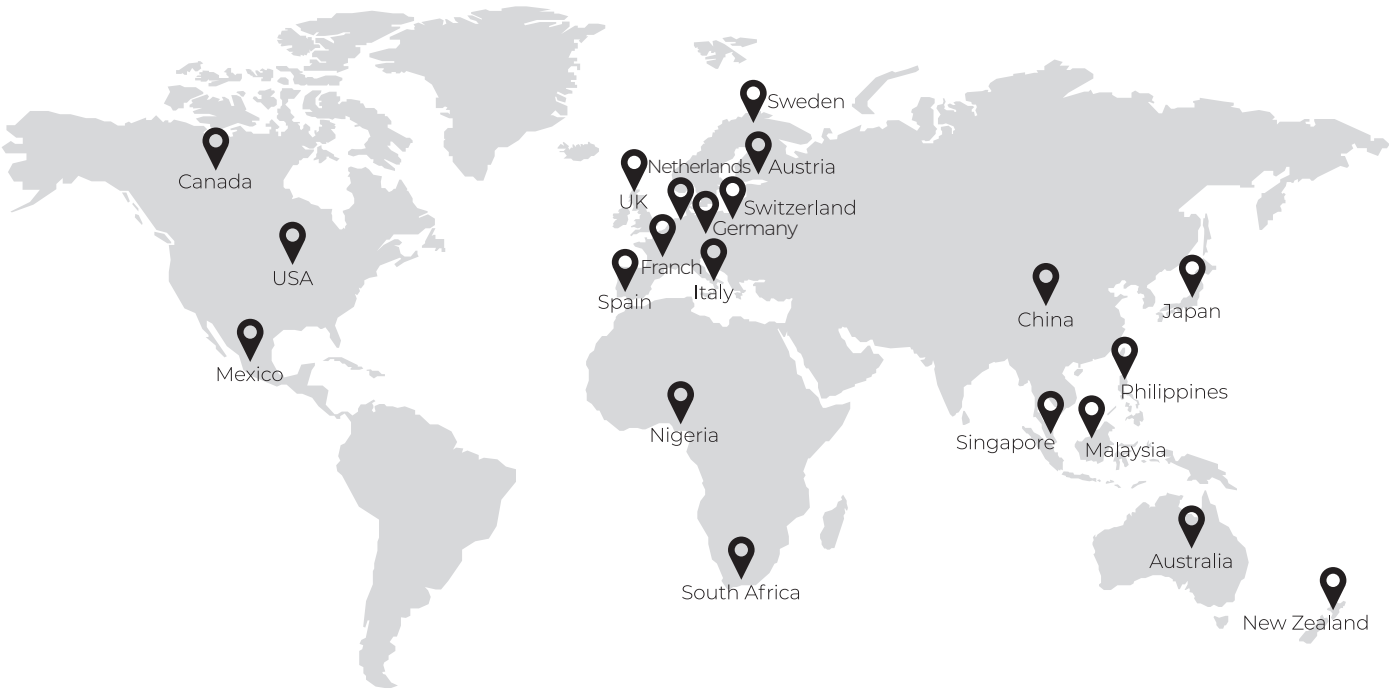 Sweden
Netherlands
Austria
Canada
UK
Switzerland
Germany
Franch
USA
Italy
Spain
Japan
China
Mexico
Philippines
Nigeria
Singapore
Malaysia
Australia
South Africa
New Zealand